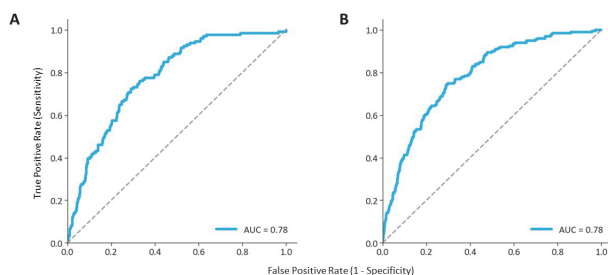 A
B
True Positive Rate (Sensitivity)
1.0
0.8
0.6
0.4
0.2
0.0
0.0 0.2 0.4 0.6 0.8 1.0
AUC = 0.78
1.0
0.8
0.6
0.4
0.2
0.0
0.0 0.2 0.4 0.6 0.8 1.0
AUC = 0.78
False Positive Rate (1 - Specificity)